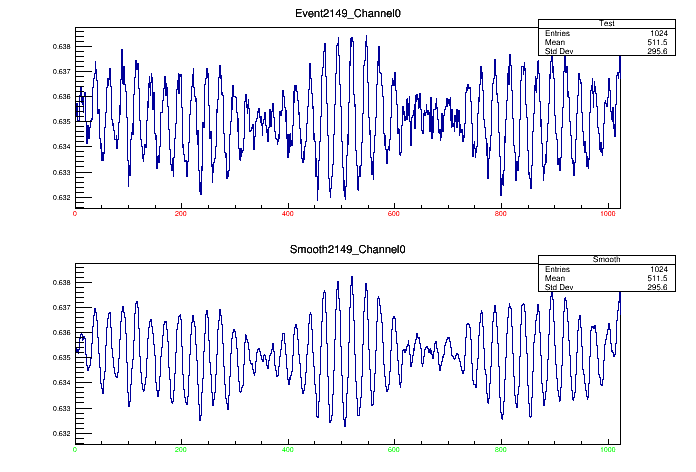 Event2149_Channel0
Test
Entries 1024
Mean 511.5
Std Dev 295.6
0.638
0.637
0.636
0.635
0.634
0.633
0.632
0 200 400 600 800 1000
Smooth2149_Channel0
Smooth
Entries 1024
Mean 511.5
Std Dev 295.6
0.638
0.637
0.636
0.635
0.634
0.633
0.632
0 200 400 600 800 1000